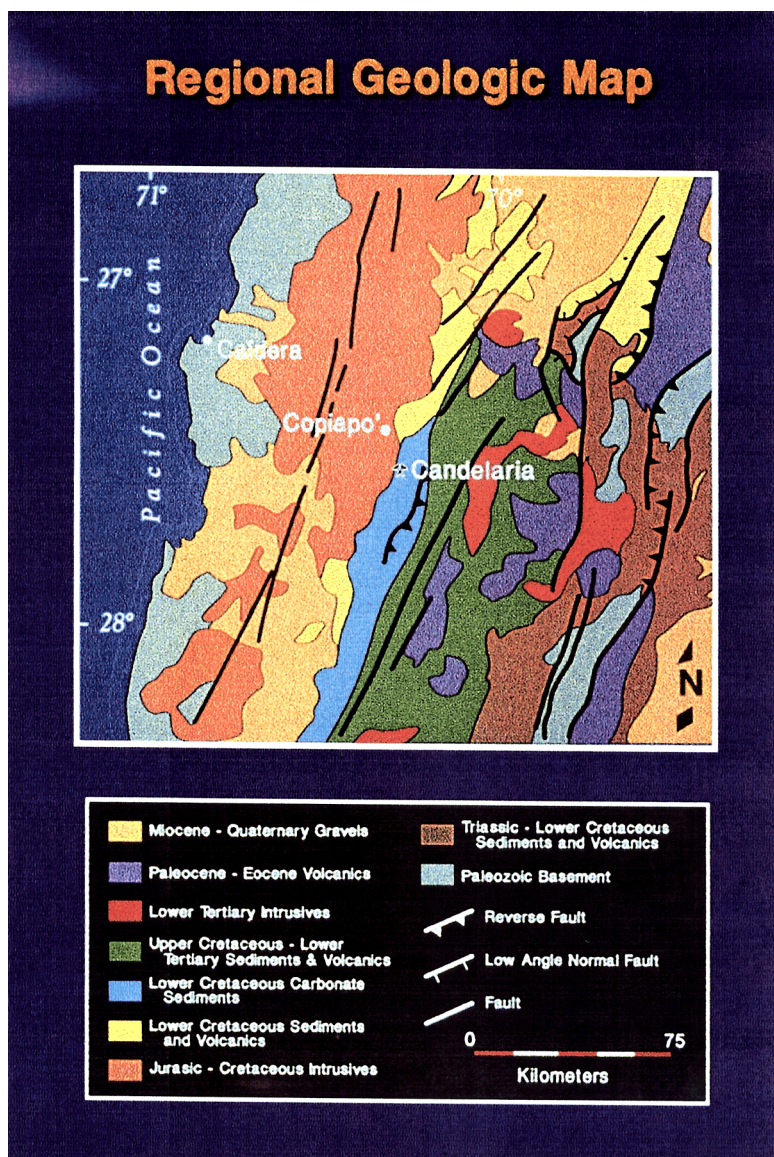 Regional Geologic Map
71°
70°
27°
Pacific Ocean
Caldera
Copiapo'
Candelaria
28°
N
Miocene - Quaternary Gravels
Paleocene - Eocene Volcanics
Lower Tertiary Intrusives
Upper Cretaceous - Lower
Tertiary Sediments & Volcanics
Lower Cretaceous Carbonate
Sediments
Lower Cretaceous Sediments
and Volcanics
Jurasic - Cretaceous Intrusives
Triassic - Lower Cretaceous
Sediments and Volcanics
Paleozoic Basement
Reverse Fault
Low Angle Normal Fault
Fault
0 75
Kilometers